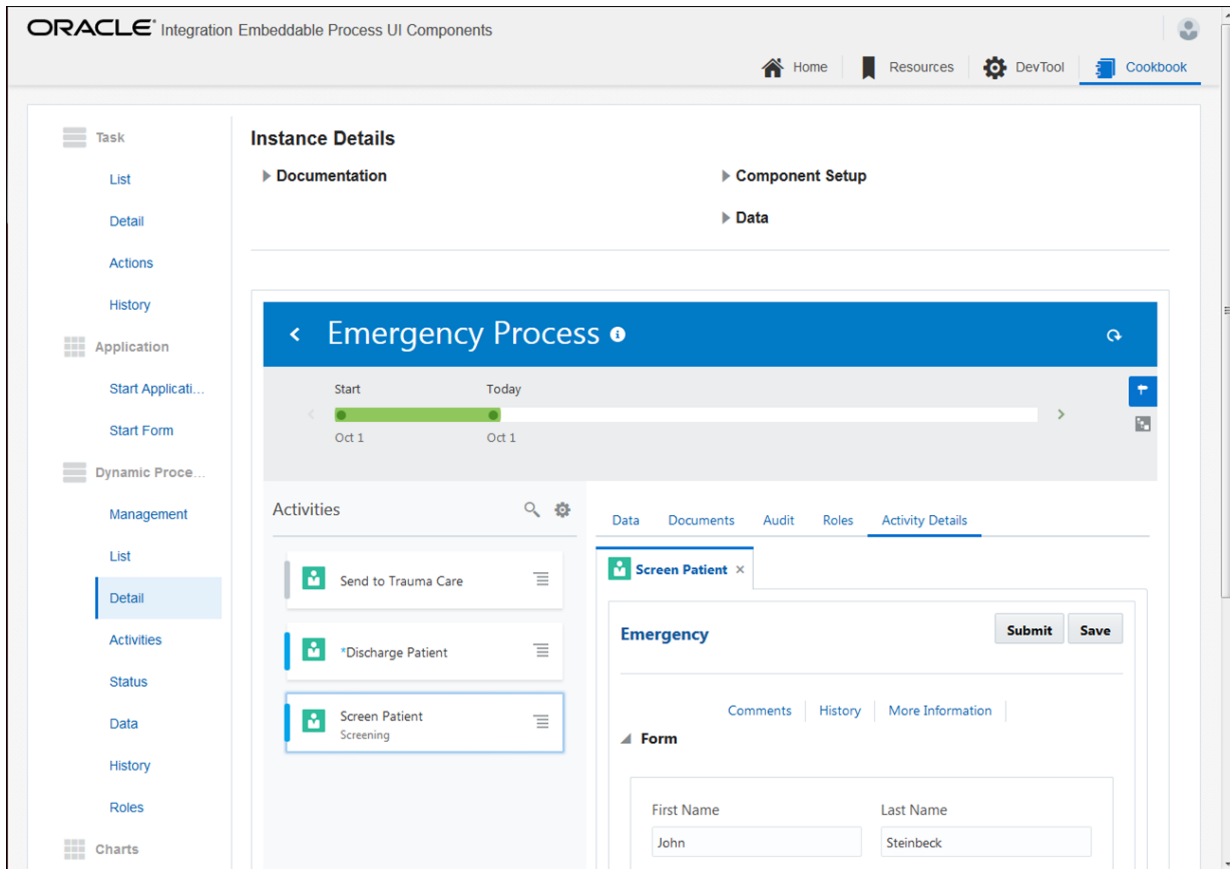 ORACLE® Integration Embeddable Process UI Components
Home
Resources
DevTool
Cookbook
Task
List
Detail
Actions
History
Application
Start Applicati...
Start Form
Dynamic Proce...
Management
List
Detail
Activities
Status
Data
History
Roles
Charts
Instance Details
Documentation
Component Setup
Data
Emergency Process
Start
Today
Oct 1
Oct 1
Activities
Send to Trauma Care
*Discharge Patient
Screen Patient
Screening
Data
Documents
Audit
Roles
Activity Details
Screen Patient ×
Emergency
Submit
Save
Comments
History
More Information
Form
First Name
Last Name
John
Steinbeck